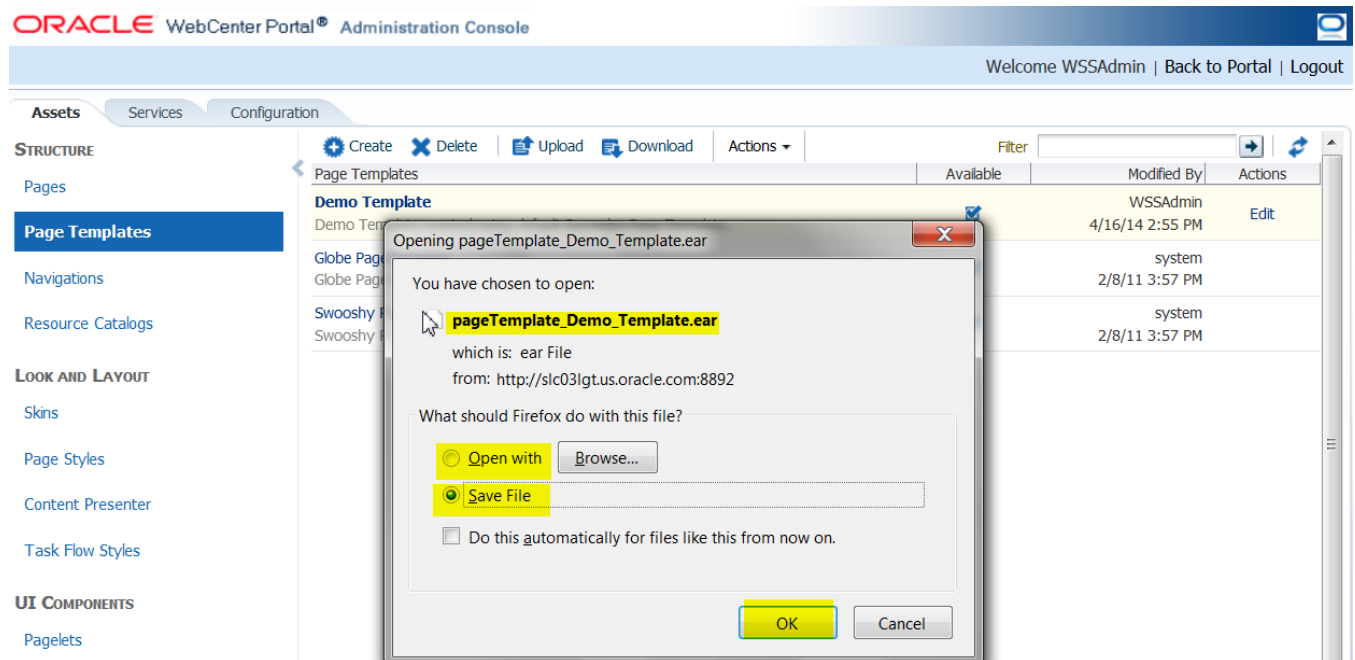 ORACLE WebCenter Portal® Administration Console
Welcome WSSAdmin | Back to Portal | Logout
Assets Services Configuration
STRUCTURE
Pages
Page Templates
Navigations
Resource Catalogs
LOOK AND LAYOUT
Skins
Page Styles
Content Presenter
Task Flow Styles
UI COMPONENTS
Pagelets
Create Delete Upload Download Actions Filter
Page Templates Available Modified By Actions
Demo Template WSSAdmin
Demo Tem 4/16/14 2:55 PM Edit
Globe Page system
Globe Page 2/8/11 3:57 PM
Swooshy system
Swooshy 2/8/11 3:57 PM
Opening pageTemplate_Demo_Template.ear
You have chosen to open:
pageTemplate_Demo_Template.ear
which is: ear File
from: http://slc03lgt.us.oracle.com:8892
What should Firefox do with this file?
Open with Browse...
Save File
Do this automatically for files like this from now on.
OK Cancel